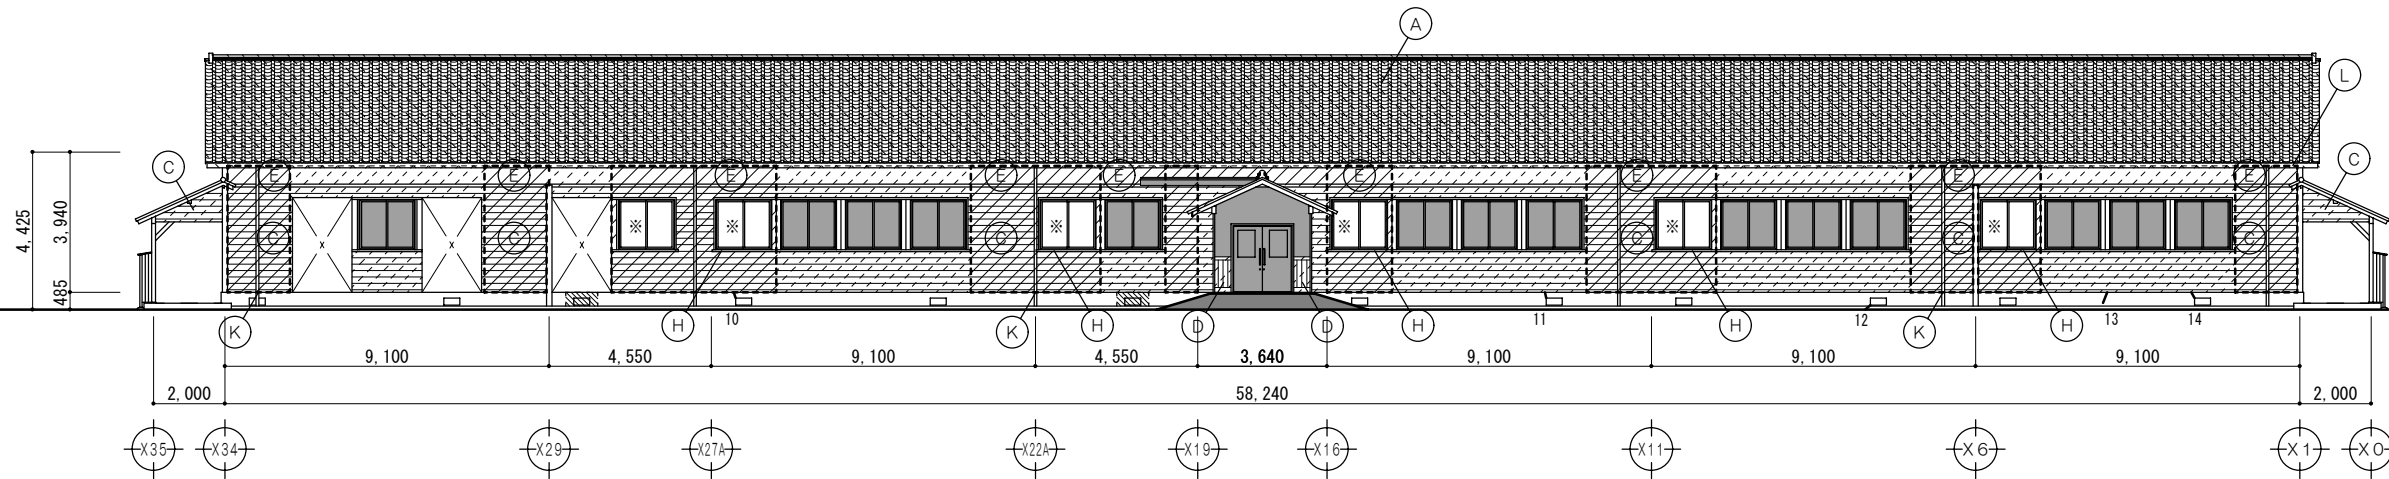 A
L
C
C
E E E E E E E E E
4,425
3,940
485
※ ※ ※ ※ ※ ※
C C C C C C
x x x
K H K H D D H H K H
10 11 12 13 14
9,100 4,550 9,100 4,550 3,640 9,100 9,100 9,100
2,000 58,240 2,000
X35 X34 X29 X27A X22A X19 X16 X11 X6 X1 X0